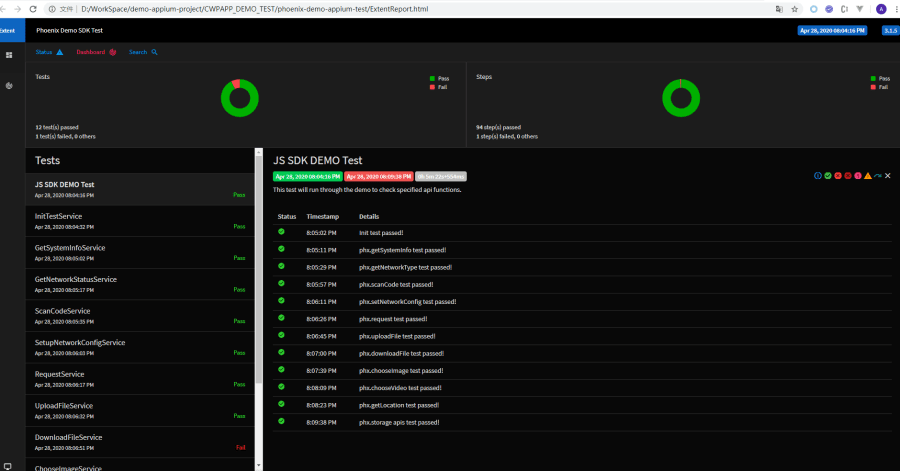 文件 D:/WorkSpace/demo-appium-project/CWPAPP_DEMO_TEST/phoenix-demo-appium-test/ExtentReport.html
A
Extent Phoenix Demo SDK Test Apr 28, 2020 08:04:16 PM 3.1.5
Status Dashboard Search
Tests
Pass
Fail
12 test(s) passed
1 test(s) failed, 0 others
Steps
Pass
Fail
94 step(s) passed
1 step(s) failed, 0 others
Tests
JS SDK DEMO Test
Apr 28, 2020 08:04:16 PM Pass
InitTestService
Apr 28, 2020 08:04:32 PM Pass
GetSystemInfoService
Apr 28, 2020 08:05:02 PM Pass
GetNetworkStatusService
Apr 28, 2020 08:05:17 PM Pass
ScanCodeService
Apr 28, 2020 08:05:35 PM Pass
SetupNetworkConfigService
Apr 28, 2020 08:06:03 PM Pass
RequestService
Apr 28, 2020 08:06:17 PM Pass
UploadFileService
Apr 28, 2020 08:06:32 PM Pass
DownloadFileService
Apr 28, 2020 08:06:51 PM Fail
ChooseImageService
JS SDK DEMO Test
Apr 28, 2020 08:04:16 PM Apr 28, 2020 08:09:38 PM
This test will run through the demo to check specified api functions.
Status Timestamp Details
8:05:02 PM Init test passed!
8:05:11 PM phx.getSystemInfo test passed!
8:05:29 PM phx.getNetworkType test passed!
8:05:57 PM phx.scanCode test passed!
8:06:11 PM phx.setNetworkConfig test passed!
8:06:26 PM phx.request test passed!
8:06:45 PM phx.uploadFile test passed!
8:07:00 PM phx.downloadFile test passed!
8:07:39 PM phx.chooseImage test passed!
8:08:09 PM phx.chooseVideo test passed!
8:08:23 PM phx.getLocation test passed!
8:09:38 PM phx.storage apis test passed!